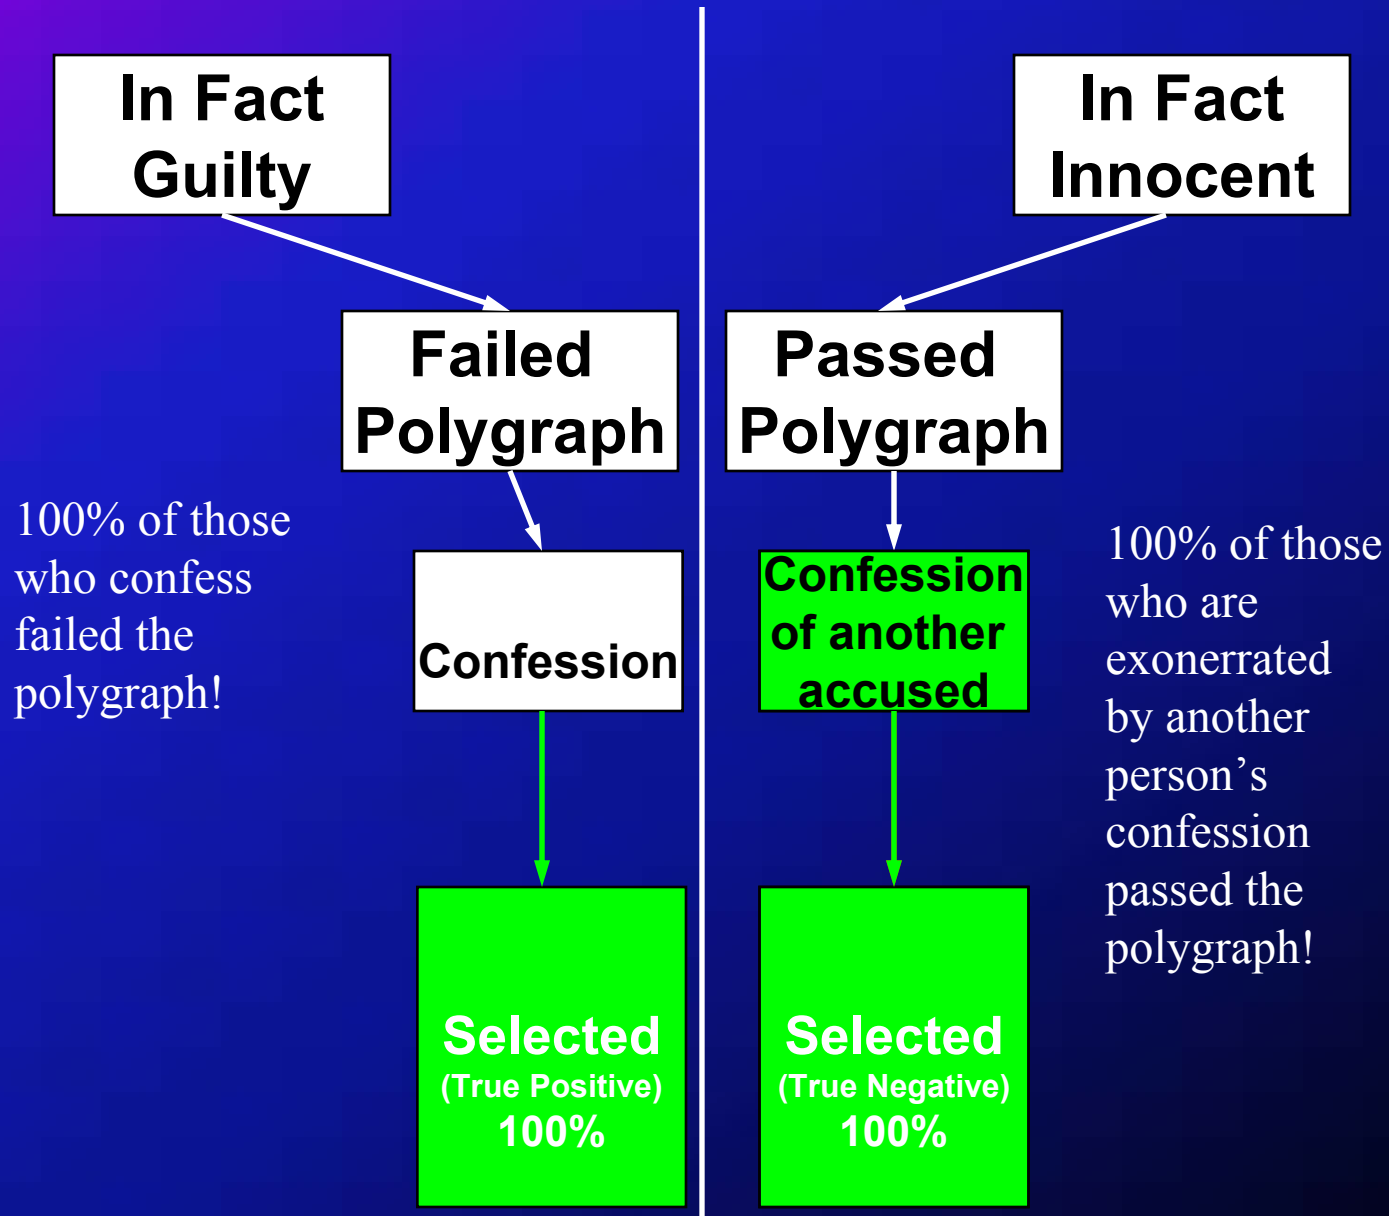 In Fact
Guilty
In Fact
Innocent
Failed
Polygraph
Passed
Polygraph
100% of those
who confess
failed the
polygraph!
Confession
Confession
of another
accused
100% of those
who are
exonerrated
by another
person’s
confession
passed the
polygraph!
Selected
(True Positive)
100%
Selected
(True Negative)
100%